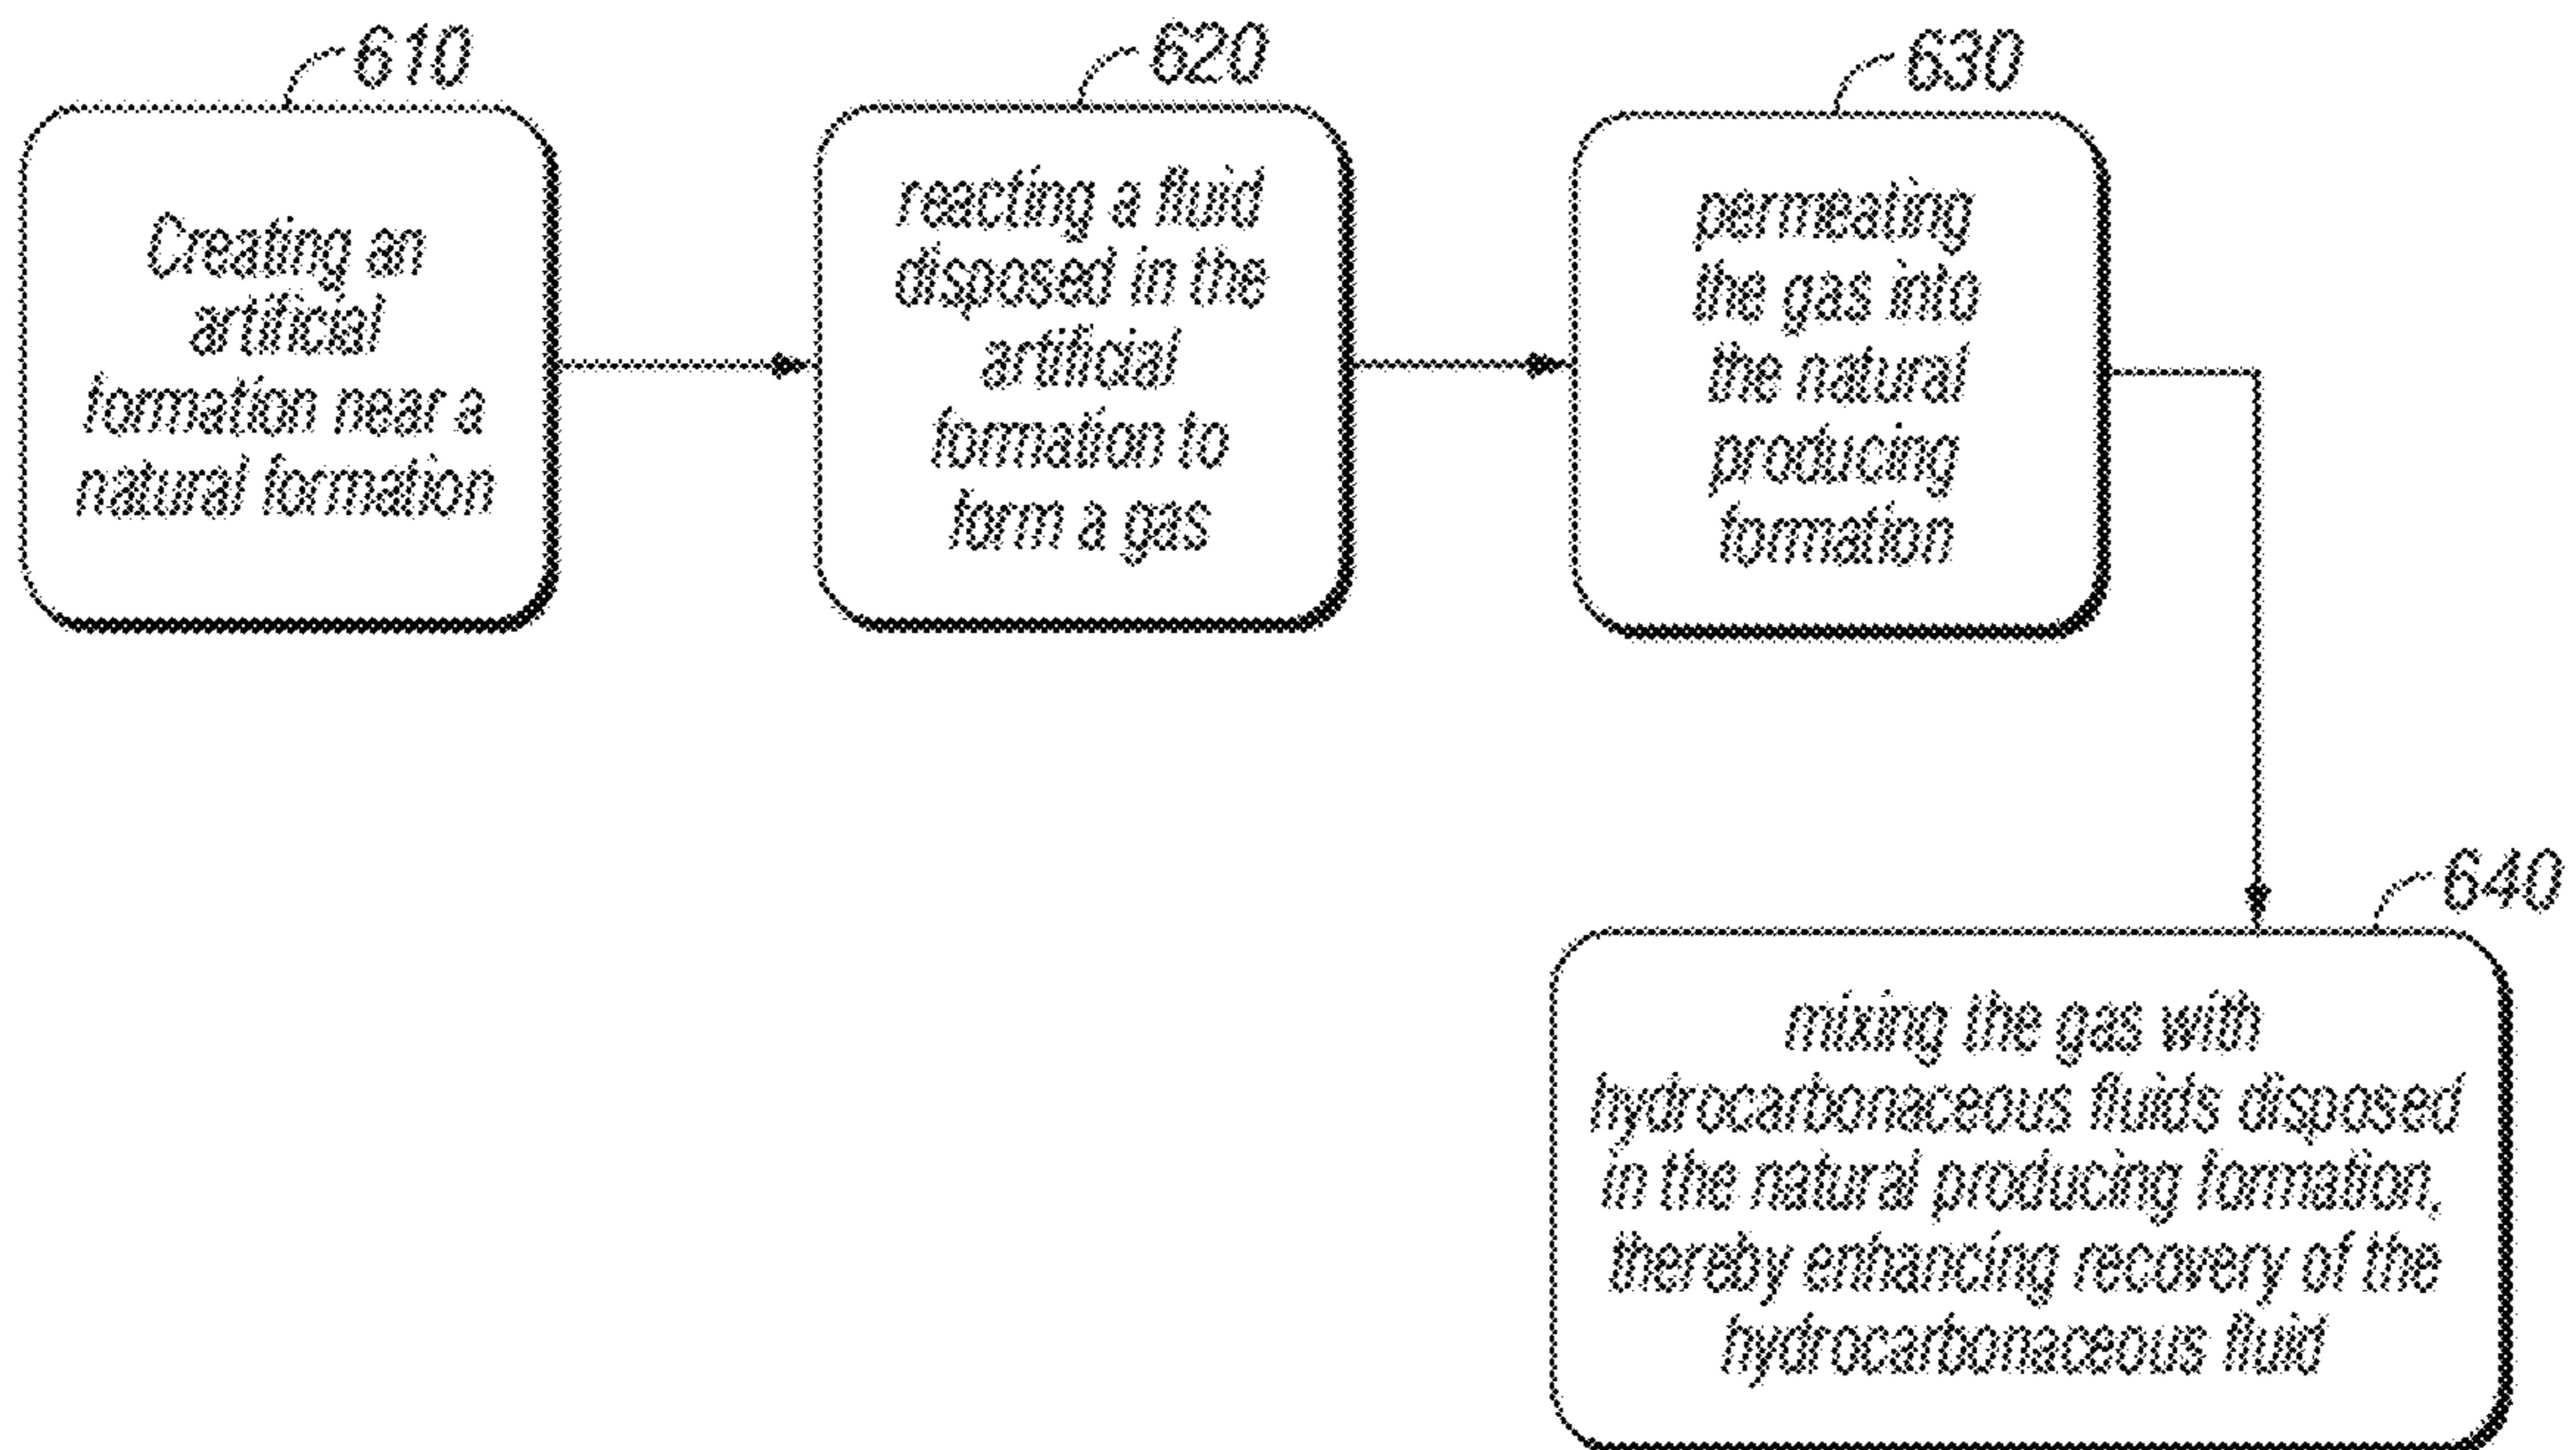 610
Creating an
artificial
formation near a
natural formation
620
reacting a fluid
disposed in the
artificial
formation to
form a gas
630
permeating
the gas into
the natural
producing
formation
640
mixing the gas with
hydrocarbonaceous fluids disposed
in the natural producing formation,
thereby enhancing recovery of the
hydrocarbonaceous fluid